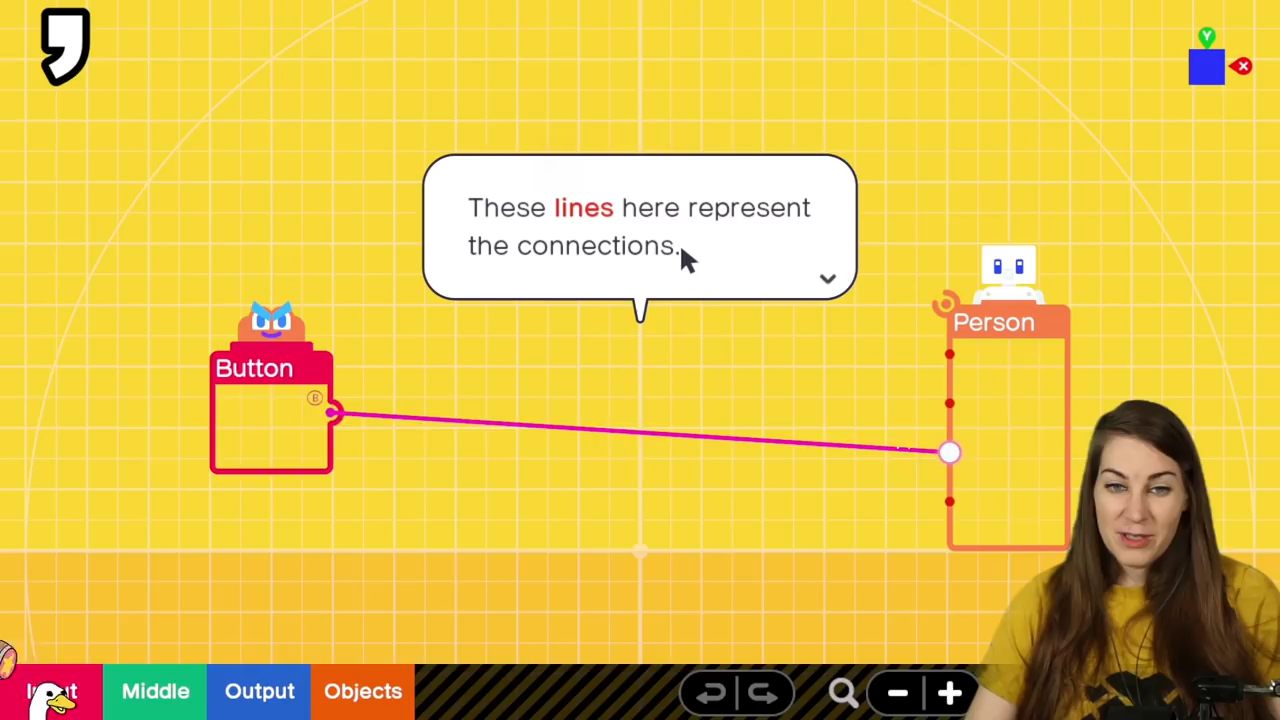 Y
These lines here represent
the connections.
Person
Button
B
Middle
Output
Objects